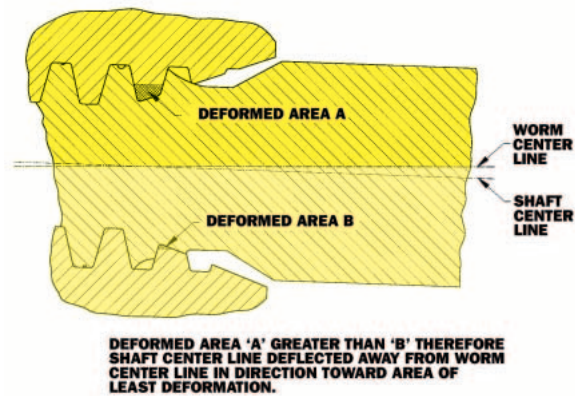 DEFORMED AREA A
WORM
CENTER
LINE
SHAFT
CENTER
LINE
DEFORMED AREA B
DEFORMED AREA ‘A’ GREATER THAN ‘B’ THEREFORE
SHAFT CENTER LINE DEFLECTED AWAY FROM WORM
CENTER LINE IN DIRECTION TOWARD AREA OF
LEAST DEFORMATION.